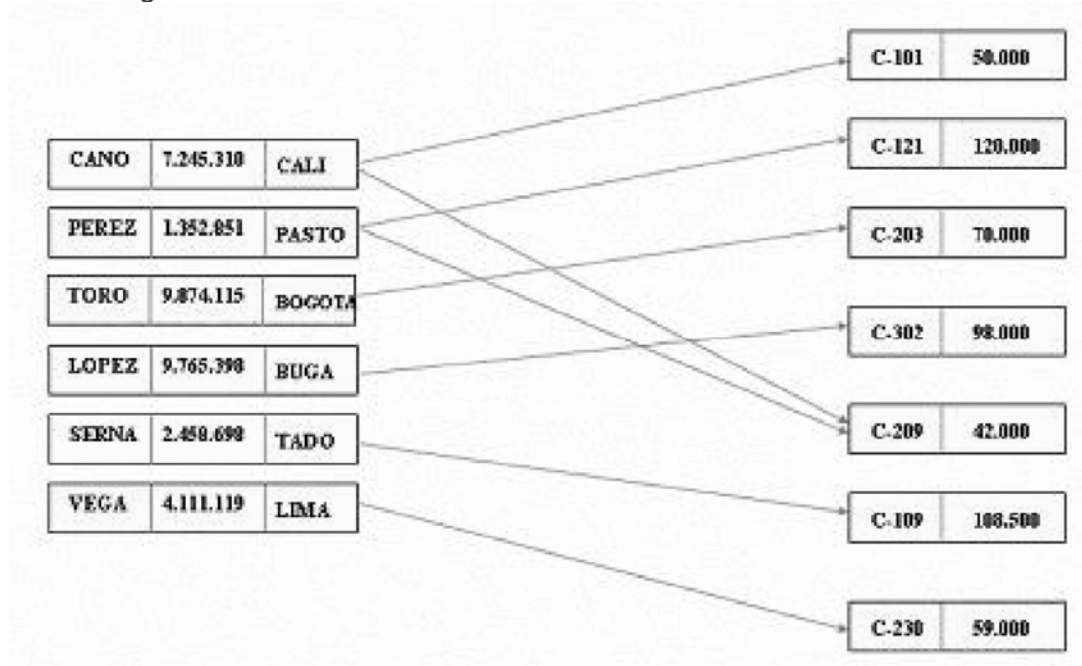 C-101 50.000
C-121 120.000
CANO 7.245.310 CALI
PEREZ 1.352.851 PASTO
C-203 70.000
TORO 9.874.115 BOGOTA
C-302 98.000
LOPEZ 9.765.398 BUGA
SERNA 2.458.698 TADO
C-209 42.000
VEGA 4.111.119 LIMA
C-109 108.500
C-230 59.000